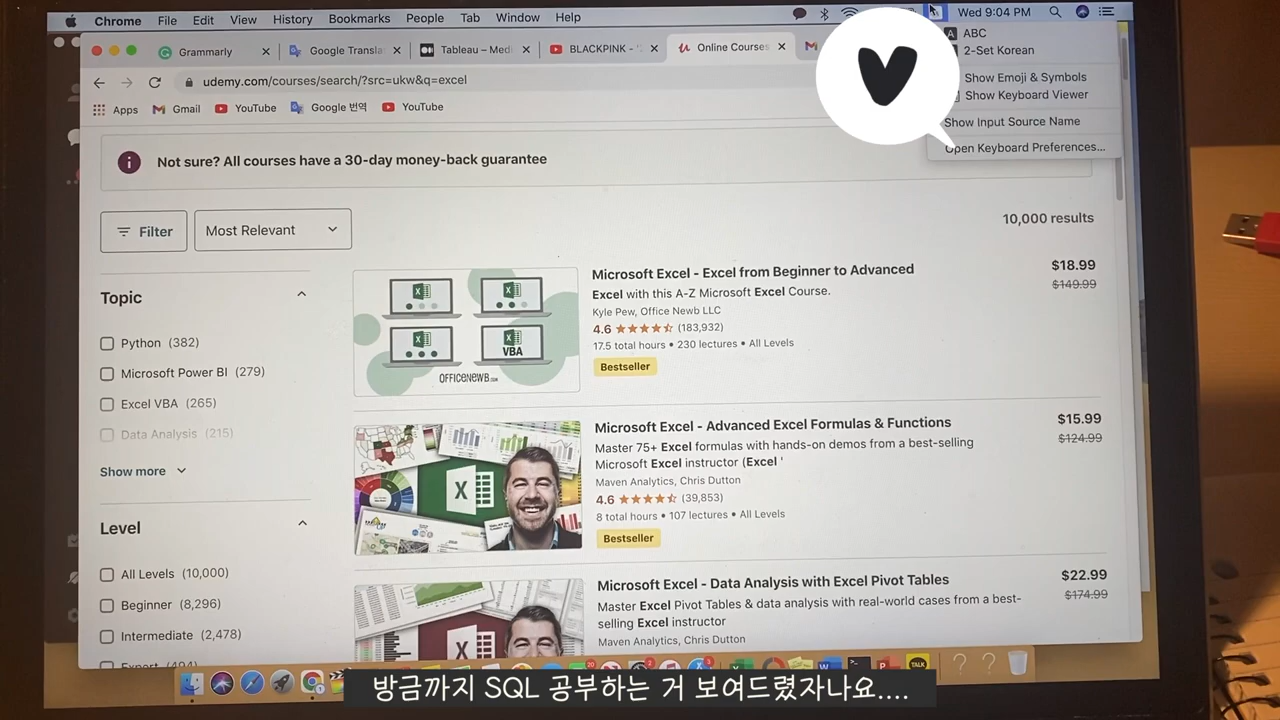 Chrome File Edit View History Bookmarks People Tab Window Help
Wed 9:04 PM
Grammarly
Google Transla
Tableau – Medi
BLACKPINK - '
Online Courses
udemy.com/courses/search/?src=ukw&q=excel
Apps Gmail YouTube Google 번역 YouTube
A ABC
2-Set Korean
Show Emoji & Symbols
Show Keyboard Viewer
Show Input Source Name
Open Keyboard Preferences...
Not sure? All courses have a 30-day money-back guarantee
Filter
Most Relevant
10,000 results
Topic
Python (382)
Microsoft Power BI (279)
Excel VBA (265)
Data Analysis (215)
Show more
Level
All Levels (10,000)
Beginner (8,296)
Intermediate (2,478)
Expert (404)
VBA
OFFICENEWB.COM
Microsoft Excel - Excel from Beginner to Advanced
Excel with this A-Z Microsoft Excel Course.
Kyle Pew, Office Newb LLC
4.6 (183,932)
17.5 total hours • 230 lectures • All Levels
Bestseller
$18.99
$149.99
X
Microsoft Excel - Advanced Excel Formulas & Functions
Master 75+ Excel formulas with hands-on demos from a best-selling
Microsoft Excel instructor (Excel '
Maven Analytics, Chris Dutton
4.6 (39,853)
8 total hours • 107 lectures • All Levels
Bestseller
$15.99
$124.99
X
Microsoft Excel - Data Analysis with Excel Pivot Tables
Master Excel Pivot Tables & data analysis with real-world cases from a best-
selling Excel instructor
Maven Analytics, Chris Dutton
$22.99
$174.99
TALK
방금까지 SQL 공부하는 거 보여드렸자나요....